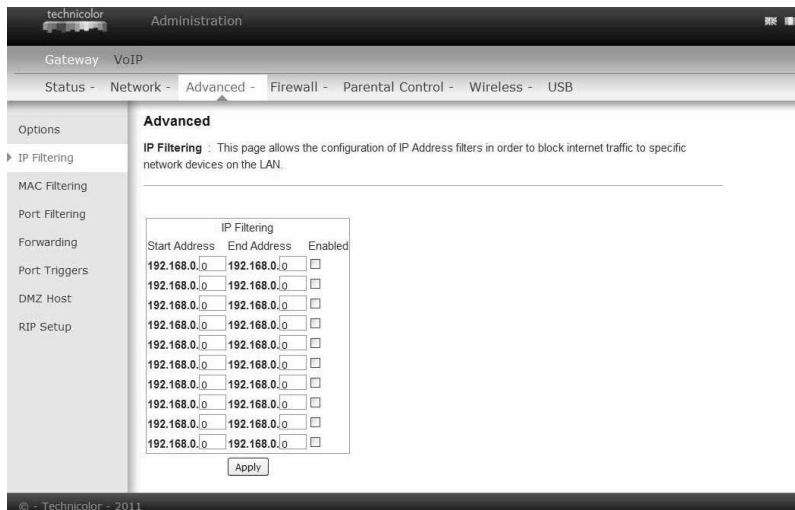 technicolor
Administration
Gateway VoIP
Status - Network - Advanced - Firewall - Parental Control - Wireless - USB
Options
IP Filtering
MAC Filtering
Port Filtering
Forwarding
Port Triggers
DMZ Host
RIP Setup
Advanced
IP Filtering : This page allows the configuration of IP Address filters in order to block internet traffic to specific
network devices on the LAN.
IP Filtering
Start Address End Address Enabled
192.168.0. 0 192.168.0. 0
192.168.0. 0 192.168.0. 0
192.168.0. 0 192.168.0. 0
192.168.0. 0 192.168.0. 0
192.168.0. 0 192.168.0. 0
192.168.0. 0 192.168.0. 0
192.168.0. 0 192.168.0. 0
192.168.0. 0 192.168.0. 0
192.168.0. 0 192.168.0. 0
192.168.0. 0 192.168.0. 0
Apply
© - Technicolor - 2011